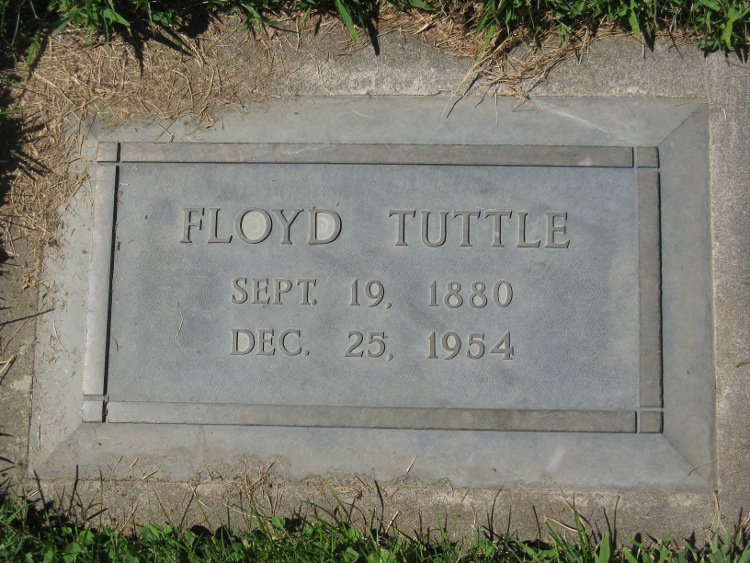 FLOYD TUTTLE
SEPT. 19, 1880
DEC. 25, 1954